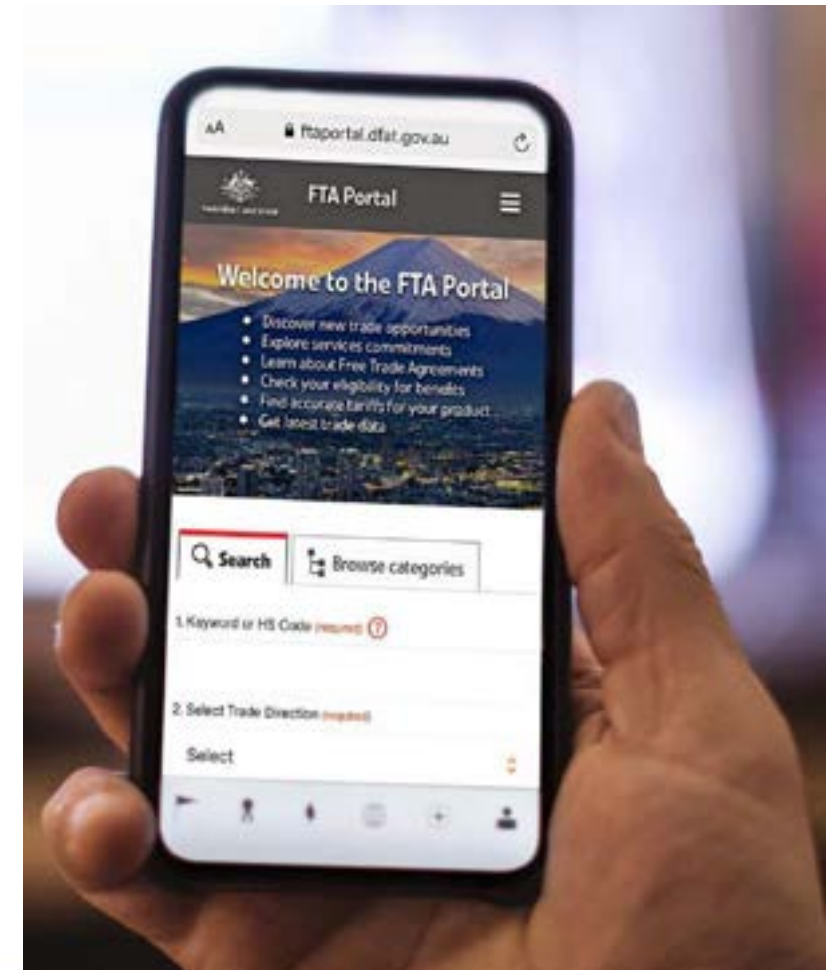 AA ftaportal.dfat.gov.au
FTA Portal
Welcome to the FTA Portal
Discover new trade opportunities
Explore services commitments
Learn about Free Trade Agreements
Check your eligibility for benefits
Find accurate tariffs for your product
Get latest trade data
Search Browse categories
1. Keyword or HS Code (required) ?
2. Select Trade Direction (required)
Select